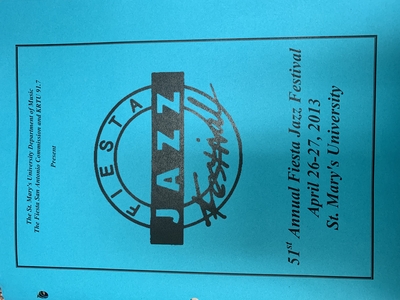 The St. Mary's University Department of Music
The Fiesta San Antonio Commission and KRTU 91.7
Present
FIESTA
JAZZ
Festival
51st Annual Fiesta Jazz Festival
April 26-27, 2013
St. Mary's University